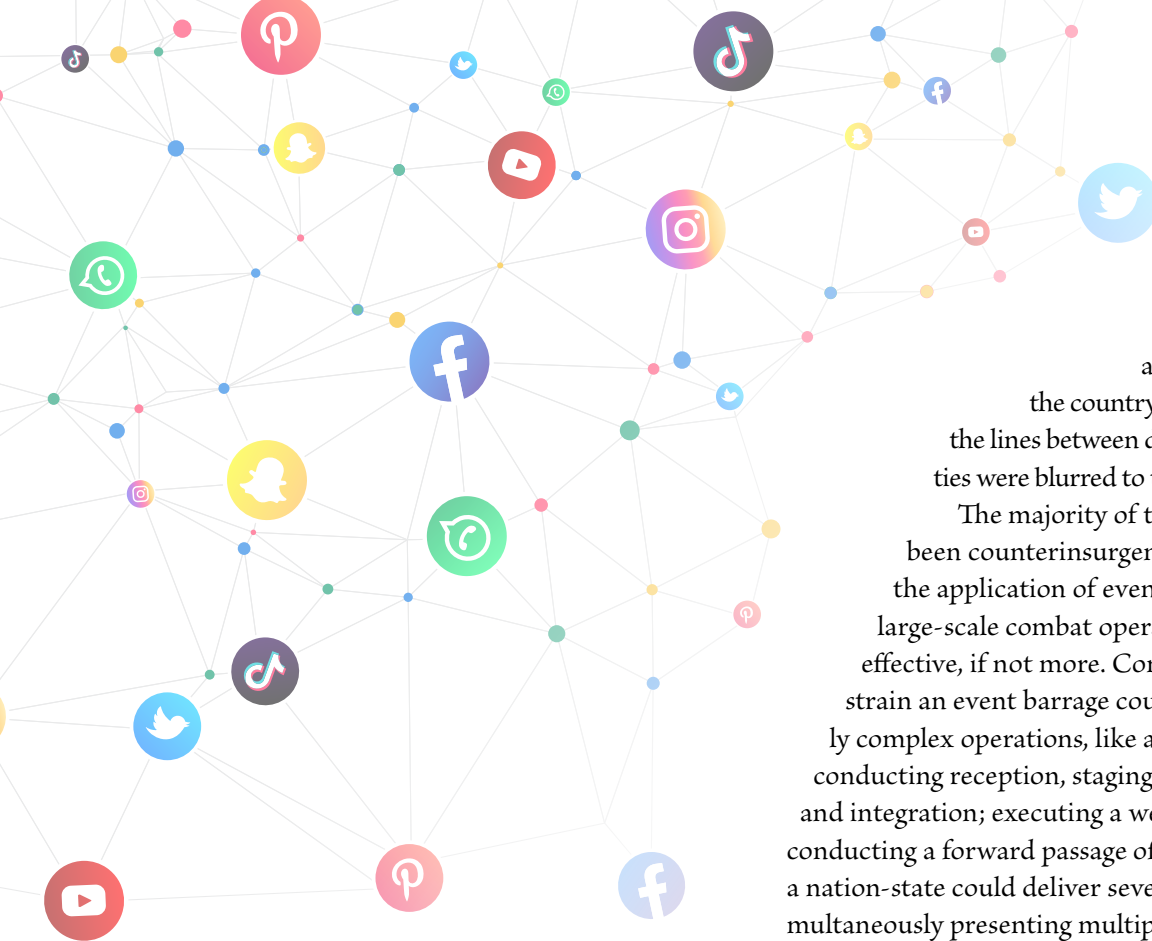 a
the country
the lines between
ties were blurred to
The majority of
been counterinsurgen
the application of even
large-scale combat oper
effective, if not more. Con
strain an event barrage cou
ly complex operations, like a
conducting reception, staging
and integration; executing a we
conducting a forward passage of
a nation-state could deliver seve
multaneously presenting multip